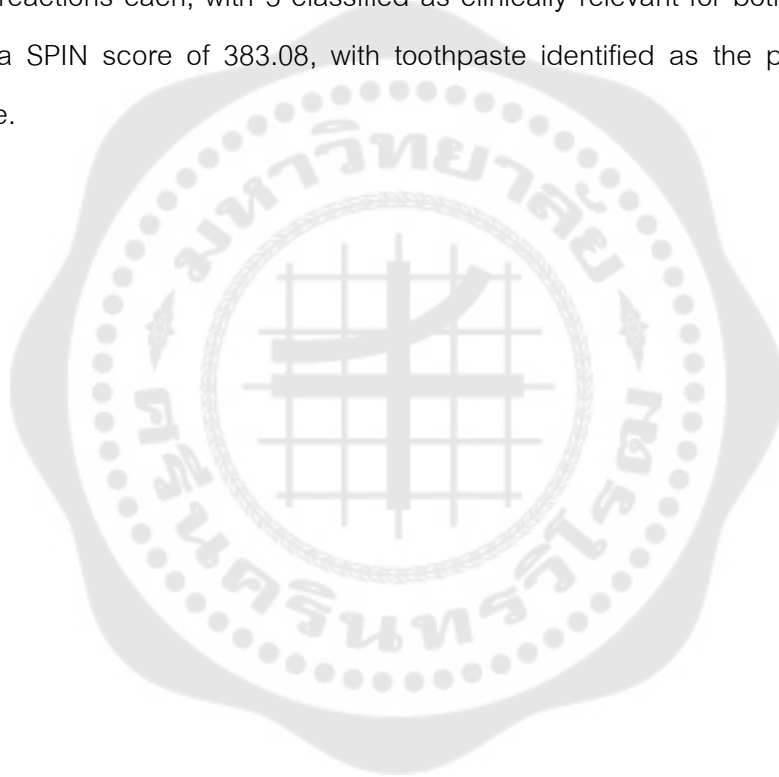 reactions each, with 3 classified as clinically relevant for both
a SPIN score of 383.08, with toothpaste identified as the p
e.
มหาวิทยาลัย
ศรีนครินทรวิโรฒ